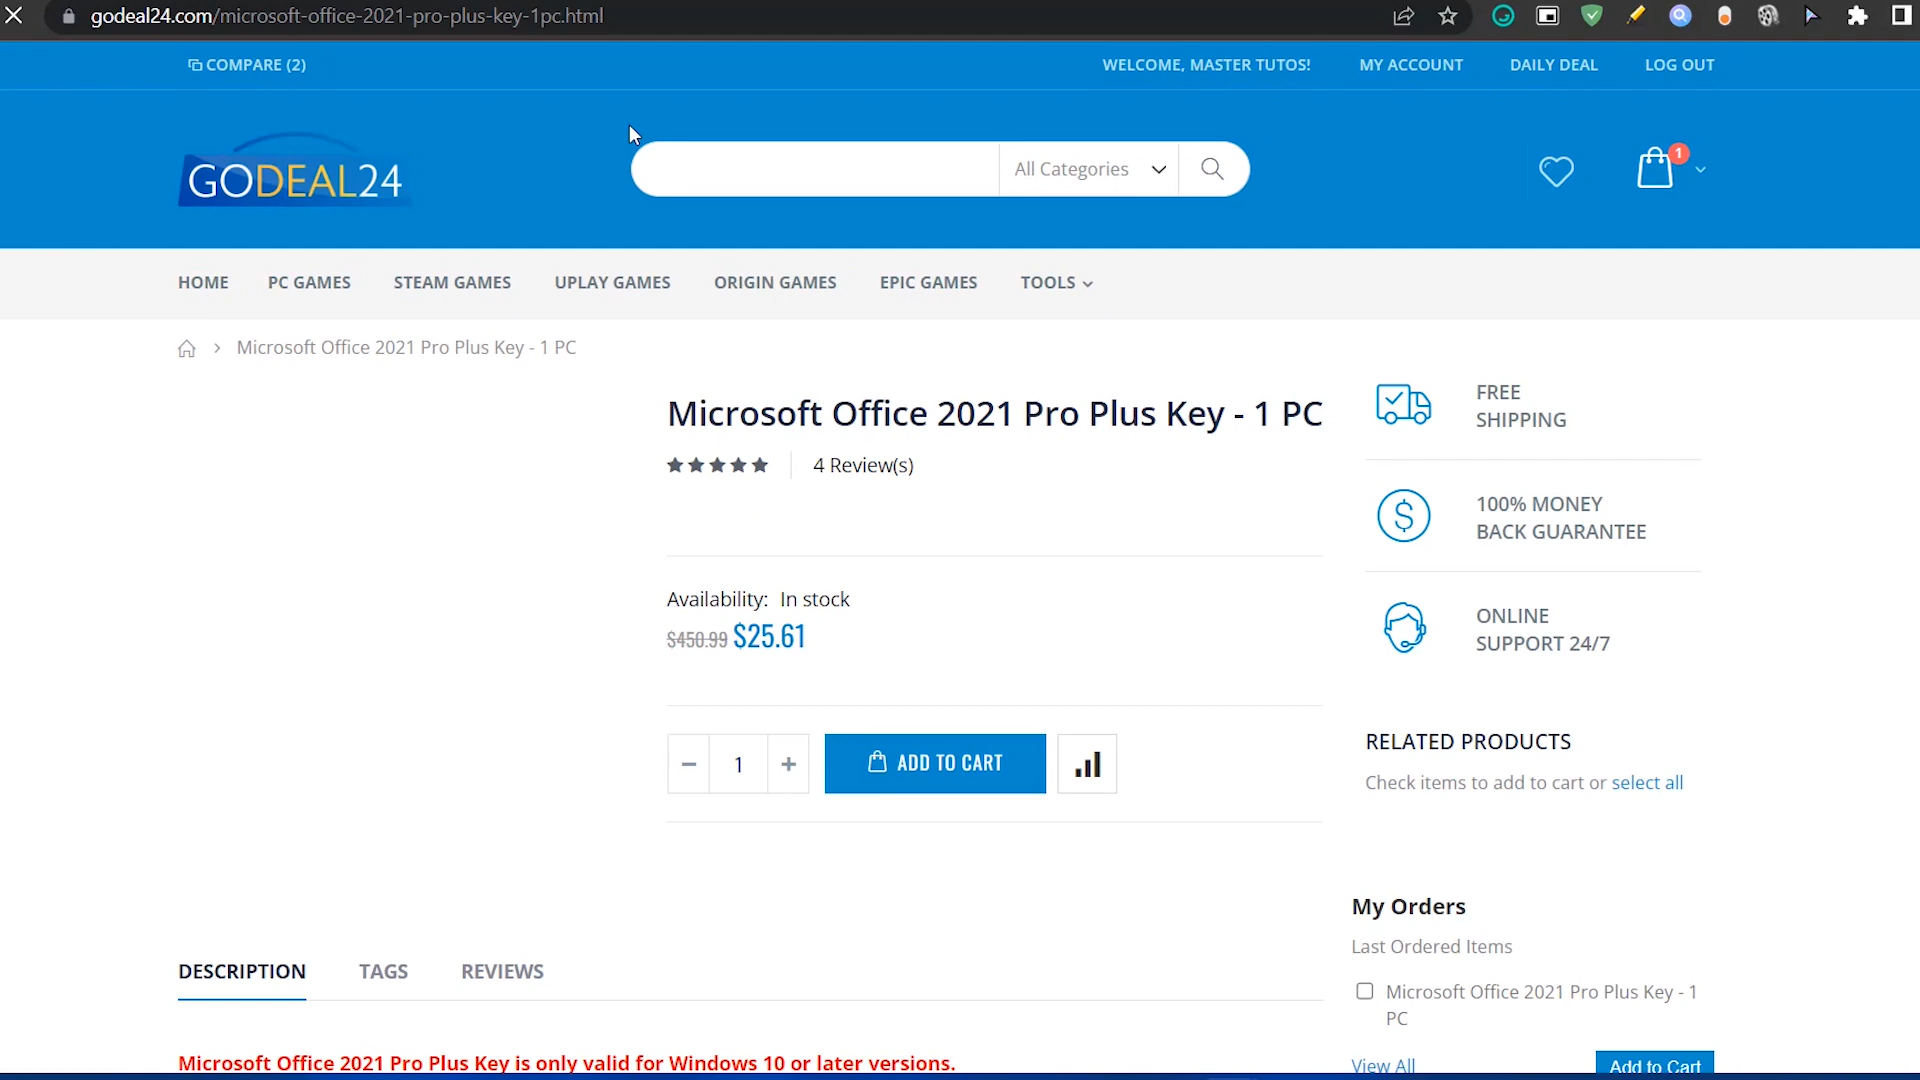 godeal24.com/microsoft-office-2021-pro-plus-key-1pc.html
COMPARE (2)
WELCOME, MASTER TUTOS!
MY ACCOUNT
DAILY DEAL
LOG OUT
GODEAL24
All Categories
1
HOME
PC GAMES
STEAM GAMES
UPLAY GAMES
ORIGIN GAMES
EPIC GAMES
TOOLS
Microsoft Office 2021 Pro Plus Key - 1 PC
Microsoft Office 2021 Pro Plus Key - 1 PC
4 Review(s)
Availability: In stock
$450.99 $25.61
1
ADD TO CART
FREE
SHIPPING
100% MONEY
BACK GUARANTEE
ONLINE
SUPPORT 24/7
RELATED PRODUCTS
Check items to add to cart or select all
My Orders
Last Ordered Items
Microsoft Office 2021 Pro Plus Key - 1
PC
View All
Add to Cart
DESCRIPTION
TAGS
REVIEWS
Microsoft Office 2021 Pro Plus Key is only valid for Windows 10 or later versions.